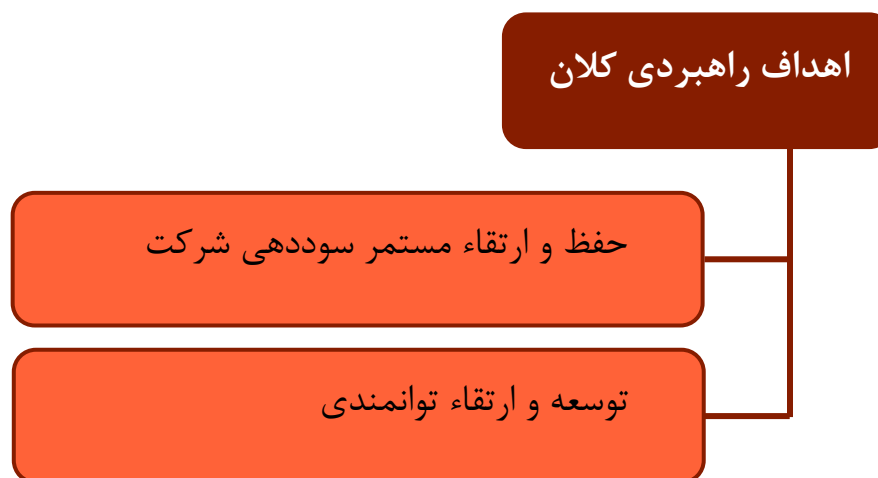 اهداف راهبردی کلان
حفظ و ارتقاء مستمر سوددهی شرکت
توسعه و ارتقاء توانمندی